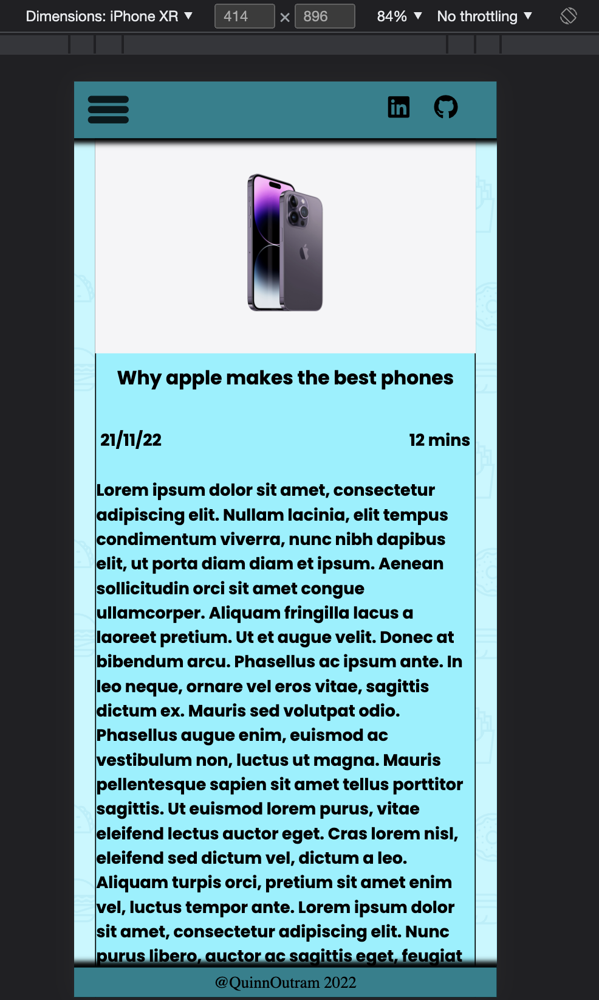 Dimensions: iPhone XR ▼ 414 × 896 84% ▼ No throttling ▼
in
Why apple makes the best phones
21/11/22 12 mins
Lorem ipsum dolor sit amet, consectetur
adipiscing elit. Nullam lacinia, elit tempus
condimentum viverra, nunc nibh dapibus
elit, ut porta diam diam et ipsum. Aenean
sollicitudin orci sit amet congue
ullamcorper. Aliquam fringilla lacus a
laoreet pretium. Ut et augue velit. Donec at
bibendum arcu. Phasellus ac ipsum ante. In
leo neque, ornare vel eros vitae, sagittis
dictum ex. Mauris sed volutpat odio.
Phasellus augue enim, euismod ac
vestibulum non, luctus ut magna. Mauris
pellentesque sapien sit amet tellus porttitor
sagittis. Ut euismod lorem purus, vitae
eleifend lectus auctor eget. Cras lorem nisl,
eleifend sed dictum vel, dictum a leo.
Aliquam turpis orci, pretium sit amet enim
vel, luctus tempor ante. Lorem ipsum dolor
sit amet, consectetur adipiscing elit. Nunc
purus libero, auctor ac sagittis eget, feugiat
@QuinnOutram 2022